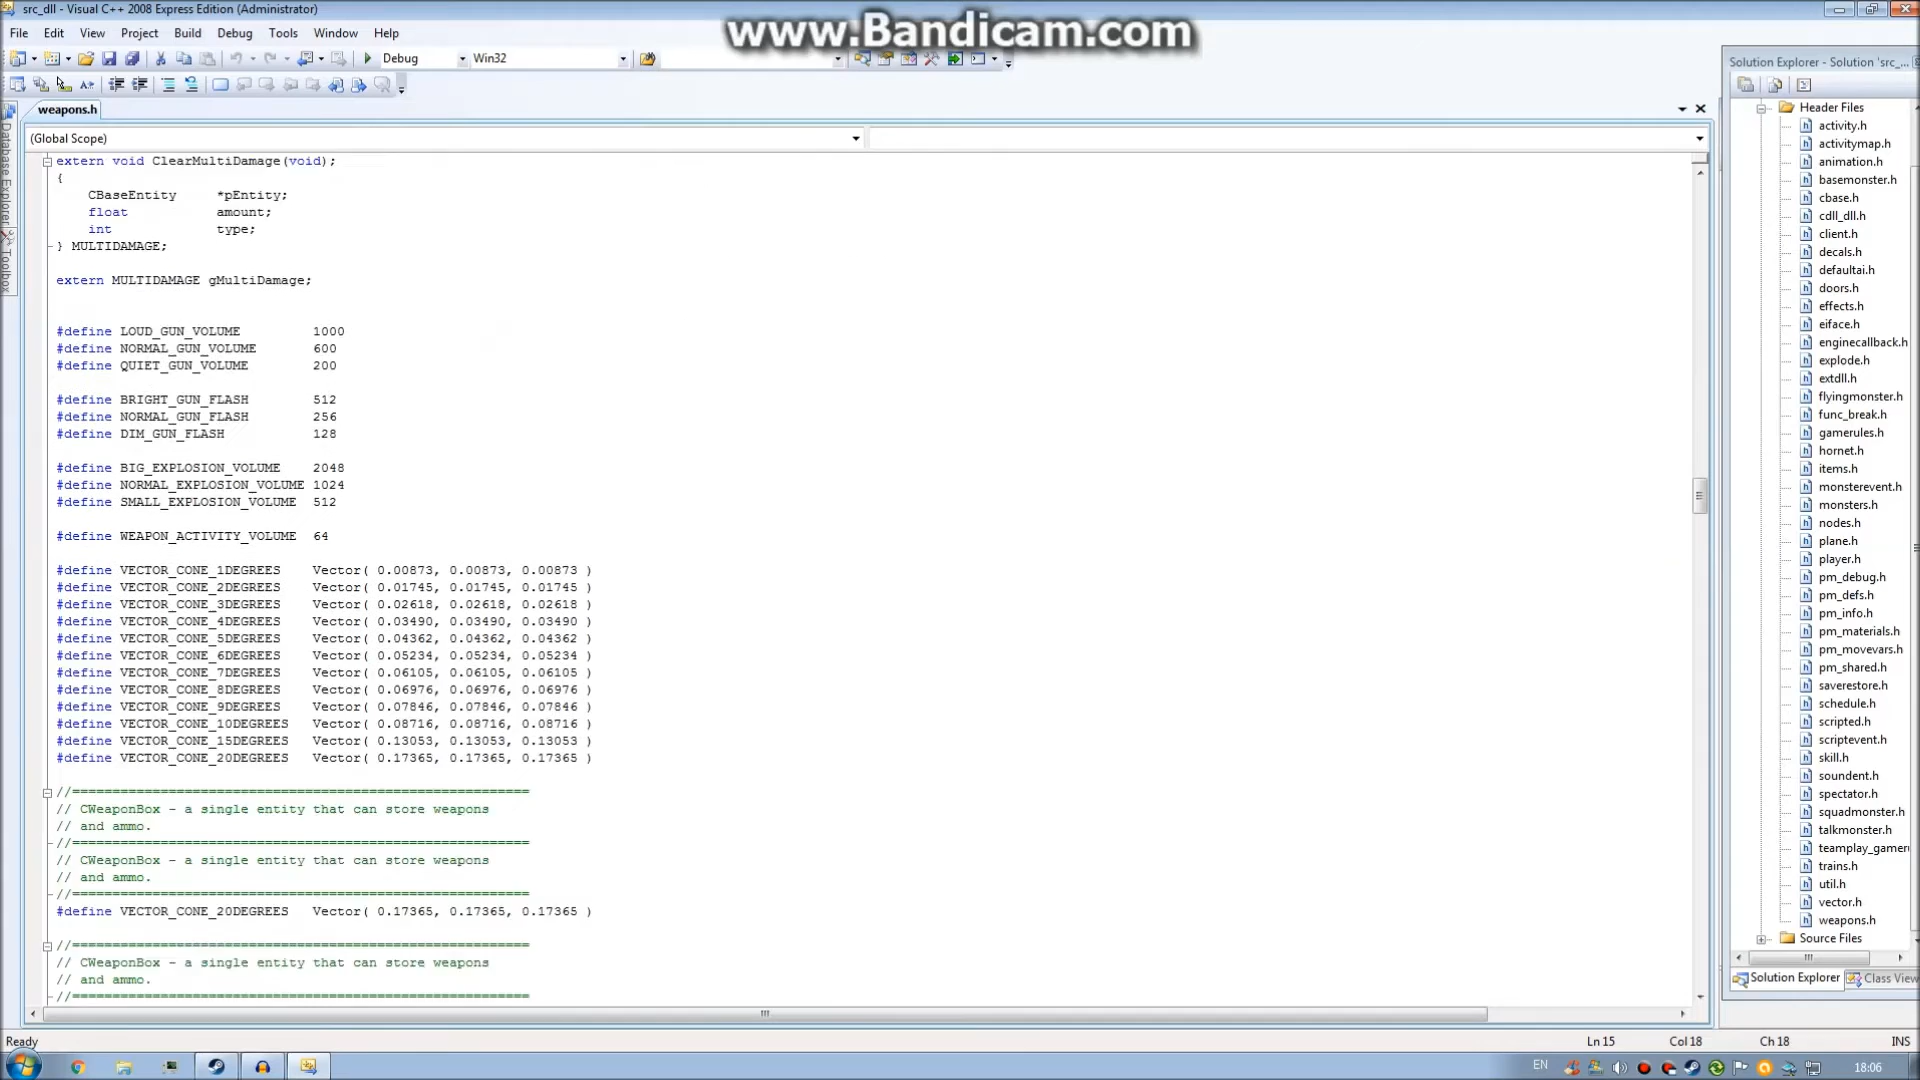 src_dll - Visual C++ 2008 Express Edition (Administrator)
www.Bandicam.com
File Edit View Project Build Debug Tools Window Help
Debug Win32
weapons.h
(Global Scope)
extern void ClearMultiDamage(void);
{
CBaseEntity *pEntity;
float amount;
int type;
} MULTIDAMAGE;
extern MULTIDAMAGE gMultiDamage;
#define LOUD_GUN_VOLUME 1000
#define NORMAL_GUN_VOLUME 600
#define QUIET_GUN_VOLUME 200
#define BRIGHT_GUN_FLASH 512
#define NORMAL_GUN_FLASH 256
#define DIM_GUN_FLASH 128
#define BIG_EXPLOSION_VOLUME 2048
#define NORMAL_EXPLOSION_VOLUME 1024
#define SMALL_EXPLOSION_VOLUME 512
#define WEAPON_ACTIVITY_VOLUME 64
#define VECTOR_CONE_1DEGREES Vector( 0.00873, 0.00873, 0.00873 )
#define VECTOR_CONE_2DEGREES Vector( 0.01745, 0.01745, 0.01745 )
#define VECTOR_CONE_3DEGREES Vector( 0.02618, 0.02618, 0.02618 )
#define VECTOR_CONE_4DEGREES Vector( 0.03490, 0.03490, 0.03490 )
#define VECTOR_CONE_5DEGREES Vector( 0.04362, 0.04362, 0.04362 )
#define VECTOR_CONE_6DEGREES Vector( 0.05234, 0.05234, 0.05234 )
#define VECTOR_CONE_7DEGREES Vector( 0.06105, 0.06105, 0.06105 )
#define VECTOR_CONE_8DEGREES Vector( 0.06976, 0.06976, 0.06976 )
#define VECTOR_CONE_9DEGREES Vector( 0.07846, 0.07846, 0.07846 )
#define VECTOR_CONE_10DEGREES Vector( 0.08716, 0.08716, 0.08716 )
#define VECTOR_CONE_15DEGREES Vector( 0.13053, 0.13053, 0.13053 )
#define VECTOR_CONE_20DEGREES Vector( 0.17365, 0.17365, 0.17365 )
//=========================================================
// CWeaponBox - a single entity that can store weapons
// and ammo.
//=========================================================
// CWeaponBox - a single entity that can store weapons
// and ammo.
//=========================================================
#define VECTOR_CONE_20DEGREES Vector( 0.17365, 0.17365, 0.17365 )
//=========================================================
// CWeaponBox - a single entity that can store weapons
// and ammo.
//=========================================================
Database Explorer
Toolbox
Solution Explorer - Solution 'src_
Header Files
activity.h
activitymap.h
animation.h
basemonster.h
cbase.h
cdll_dll.h
client.h
decals.h
defaultai.h
doors.h
effects.h
eiface.h
enginecallback.h
explode.h
extdll.h
flyingmonster.h
func_break.h
gamerules.h
hornet.h
items.h
monsterevent.h
monsters.h
nodes.h
plane.h
player.h
pm_debug.h
pm_defs.h
pm_info.h
pm_materials.h
pm_movevars.h
pm_shared.h
saverestore.h
schedule.h
scripted.h
scriptevent.h
skill.h
soundent.h
spectator.h
squadmonster.h
talkmonster.h
teamplay_gameru
trains.h
util.h
vector.h
weapons.h
Source Files
Solution Explorer Class View
Ready Ln 15 Col 18 Ch 18 INS
EN 18:06